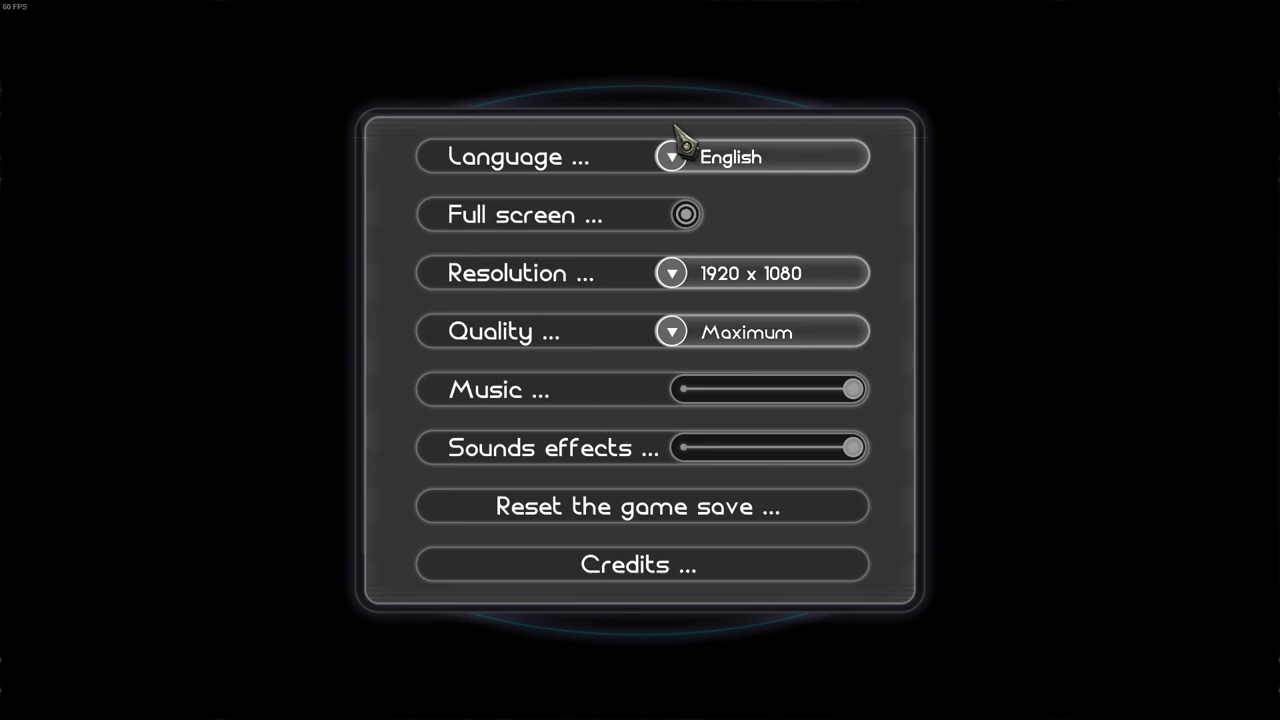 60 FPS
Language ... English
Full screen ...
Resolution ... 1920 x 1080
Quality ... Maximum
Music ...
Sounds effects ...
Reset the game save ...
Credits ...